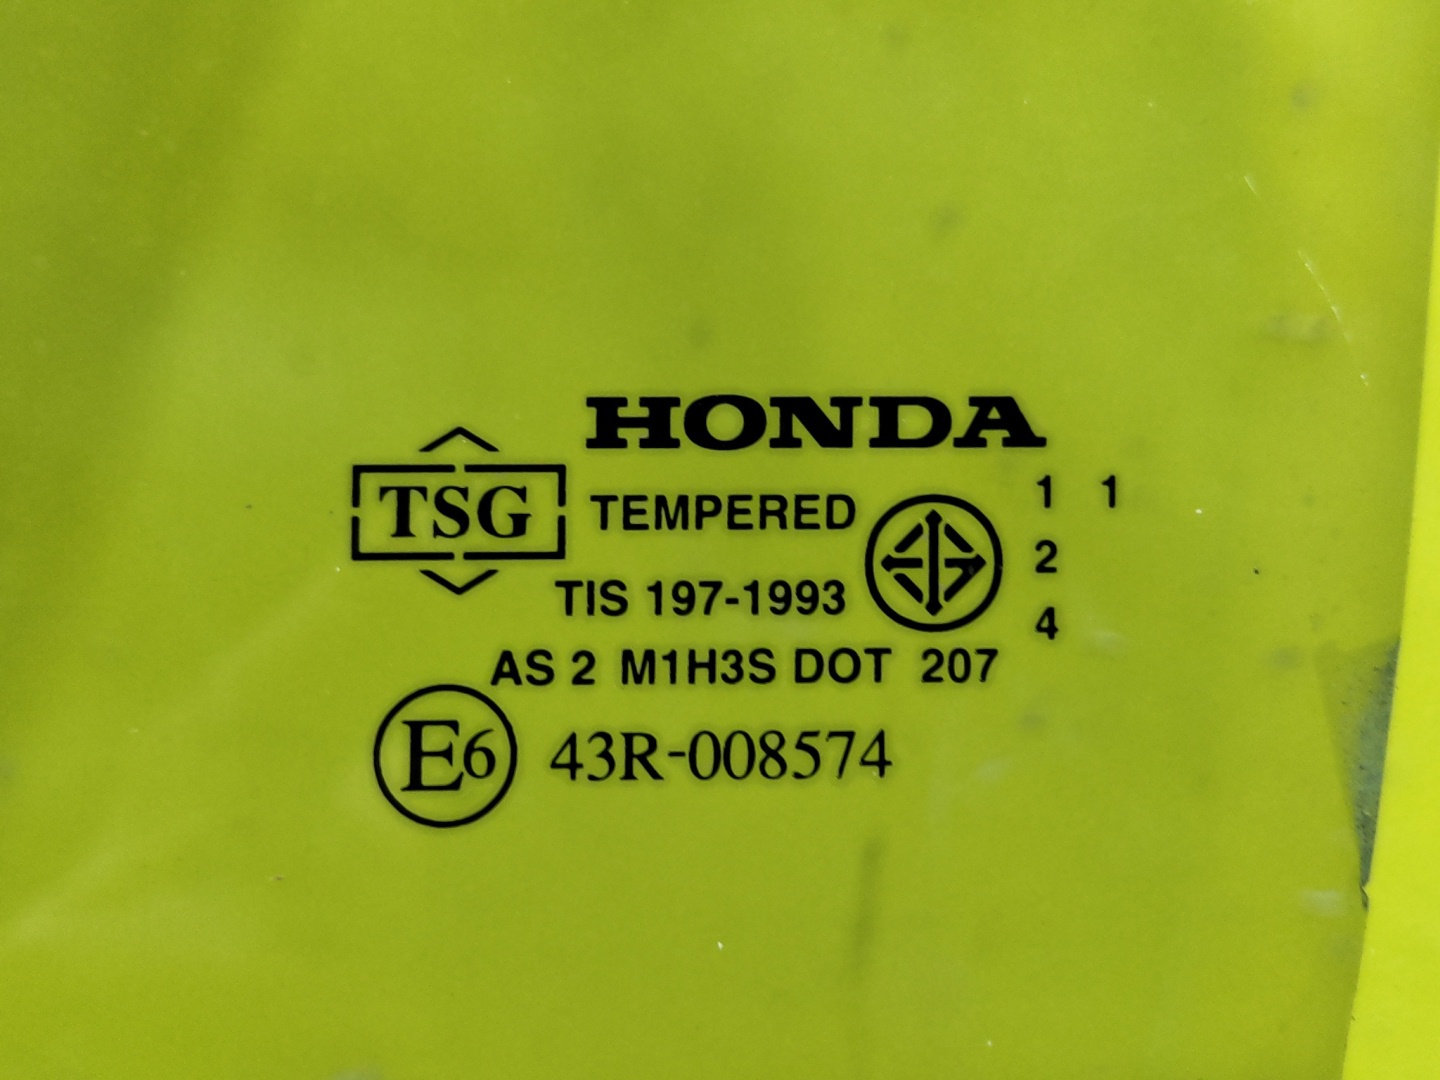 HONDA
TSG TEMPERED 1 1
2
TIS 197-1993 4
AS 2 M1H3S DOT 207
E6 43R-008574